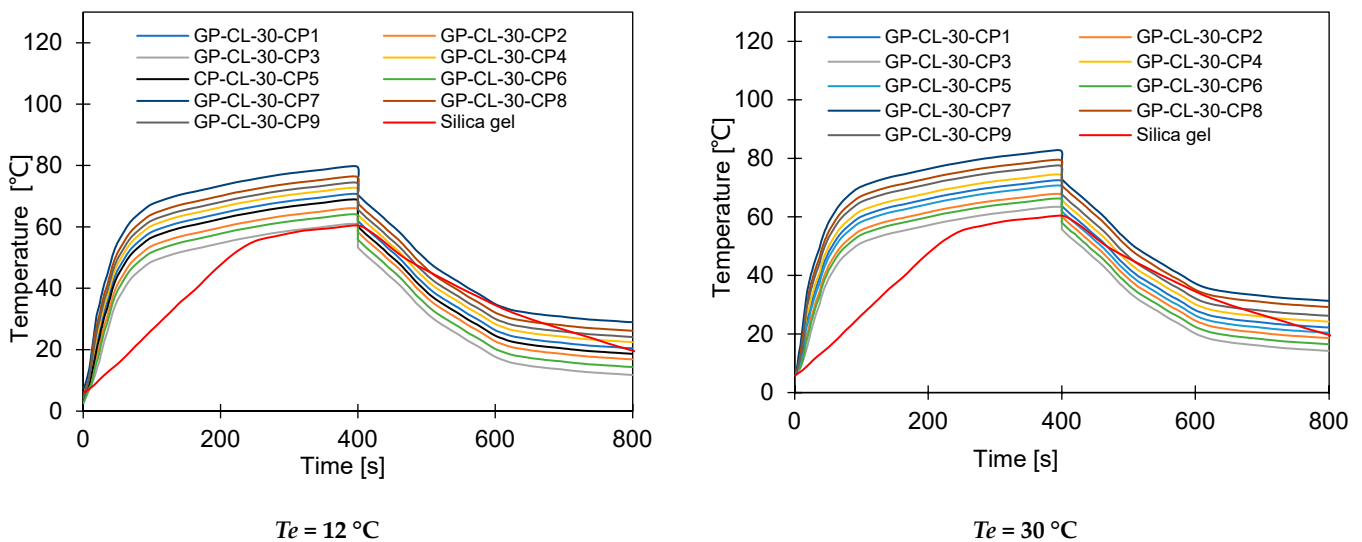 120
100
80
60
40
20
0
Temperature [℃]
GP-CL-30-CP1
GP-CL-30-CP2
GP-CL-30-CP3
GP-CL-30-CP4
CP-CL-30-CP5
GP-CL-30-CP6
GP-CL-30-CP7
GP-CL-30-CP8
GP-CL-30-CP9
Silica gel
0 200 400 600 800
Time [s]
Te = 12 °C
120
100
80
60
40
20
0
Temperature [℃]
GP-CL-30-CP1
GP-CL-30-CP2
GP-CL-30-CP3
GP-CL-30-CP4
GP-CL-30-CP5
GP-CL-30-CP6
GP-CL-30-CP7
GP-CL-30-CP8
GP-CL-30-CP9
Silica gel
0 200 400 600 800
Time [s]
Te = 30 °C